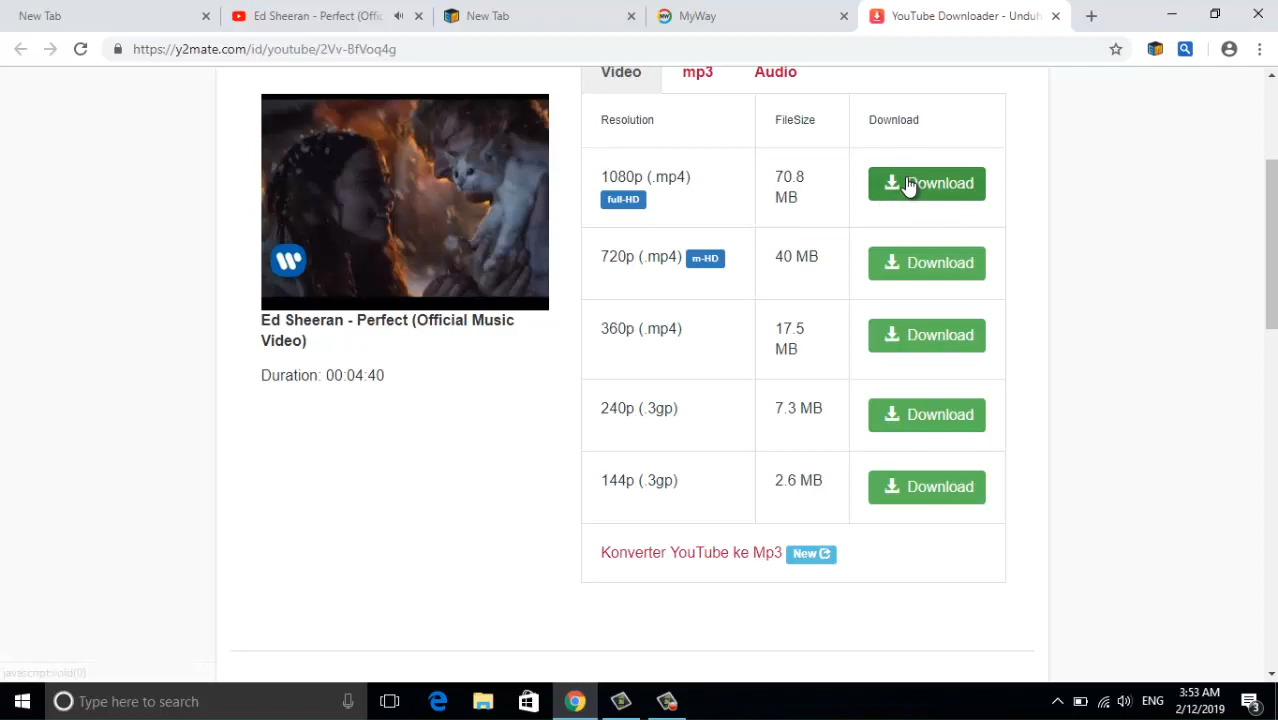 New Tab
Ed Sheeran - Perfect (Offic
New Tab
MyWay
YouTube Downloader - Unduh
https://y2mate.com/id/youtube/2Vv-BfVoq4g
Video mp3 Audio
Resolution FileSize Download
1080p (.mp4) 70.8 Download
full-HD MB
720p (.mp4) m-HD 40 MB Download
360p (.mp4) 17.5 Download
MB
240p (.3gp) 7.3 MB Download
144p (.3gp) 2.6 MB Download
Konverter YouTube ke Mp3 New
Ed Sheeran - Perfect (Official Music
Video)
Duration: 00:04:40
javascript:void(0)
Type here to search
ENG
3:53 AM
2/12/2019
3